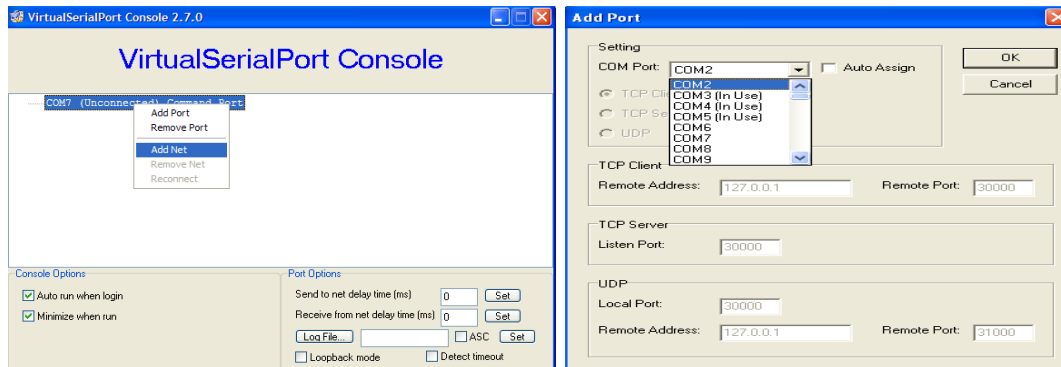 VirtualSerialPort Console 2.7.0
VirtualSerialPort Console
COM7 (Unconnected) Command Port
Add Port
Remove Port
Add Net
Remove Net
Reconnect
Console Options
Auto run when login
Minimize when run
Port Options
Send to net delay time (ms) 0 Set
Receive from net delay time (ms) 0 Set
Log File... ASC Set
Loopback mode Detect timeout
Add Port
Setting
COM Port: COM2 Auto Assign
OK
Cancel
COM2
COM3 (In Use)
COM4 (In Use)
COM5 (In Use)
COM6
COM7
COM8
COM9
TCP Cli
TCP Se
UDP
TCP Client
Remote Address: 127.0.0.1 Remote Port: 30000
TCP Server
Listen Port: 30000
UDP
Local Port: 30000
Remote Address: 127.0.0.1 Remote Port: 31000